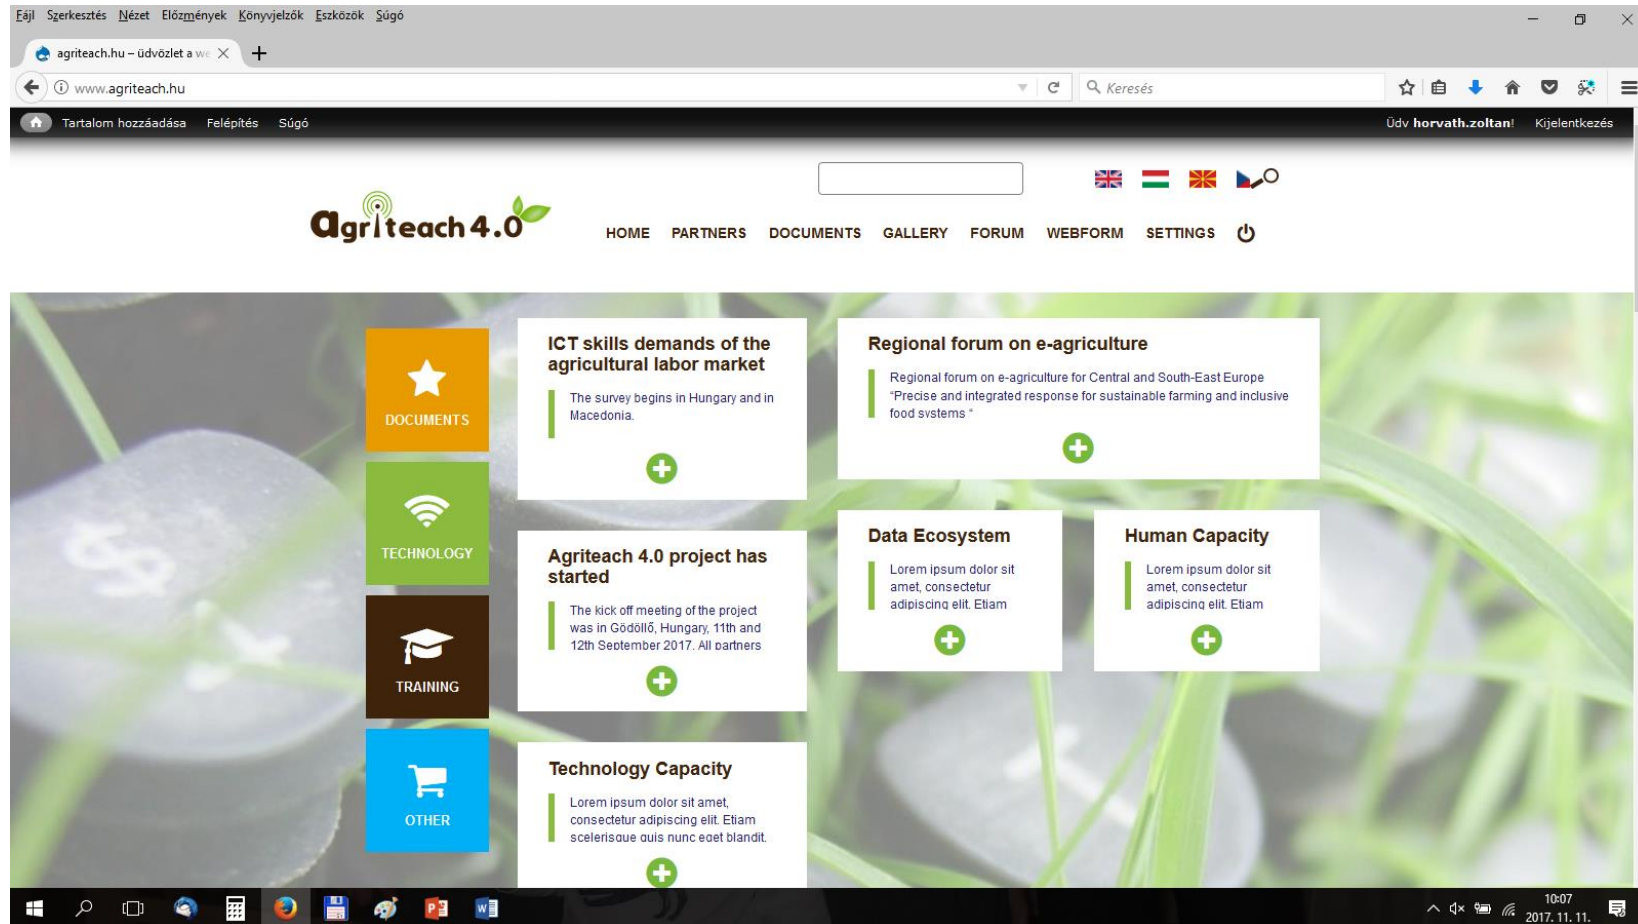 Fájl Szerkesztés Nézet Előzmények Könyvjelzők Eszközök Súgó
agriteach.hu – üdvözlet a we
www.agriteach.hu
Keresés
Tartalom hozzáadása Felépítés Súgó
Üdv horvath.zoltan! Kijelentkezés
agriteach 4.0
HOME PARTNERS DOCUMENTS GALLERY FORUM WEBFORM SETTINGS
DOCUMENTS
TECHNOLOGY
TRAINING
OTHER
ICT skills demands of the
agricultural labor market
The survey begins in Hungary and in
Macedonia.
Agriteach 4.0 project has
started
The kick off meeting of the project
was in Gödöllő, Hungary, 11th and
12th September 2017. All partners
Technology Capacity
Lorem ipsum dolor sit amet,
consectetur adipiscing elit. Etiam
scelerisque quis nunc eget blandit.
Regional forum on e-agriculture
Regional forum on e-agriculture for Central and South-East Europe
“Precise and integrated response for sustainable farming and inclusive
food systems “
Data Ecosystem
Lorem ipsum dolor sit
amet, consectetur
adipiscing elit. Etiam
Human Capacity
Lorem ipsum dolor sit
amet, consectetur
adipiscing elit. Etiam
10:07
2017. 11. 11.